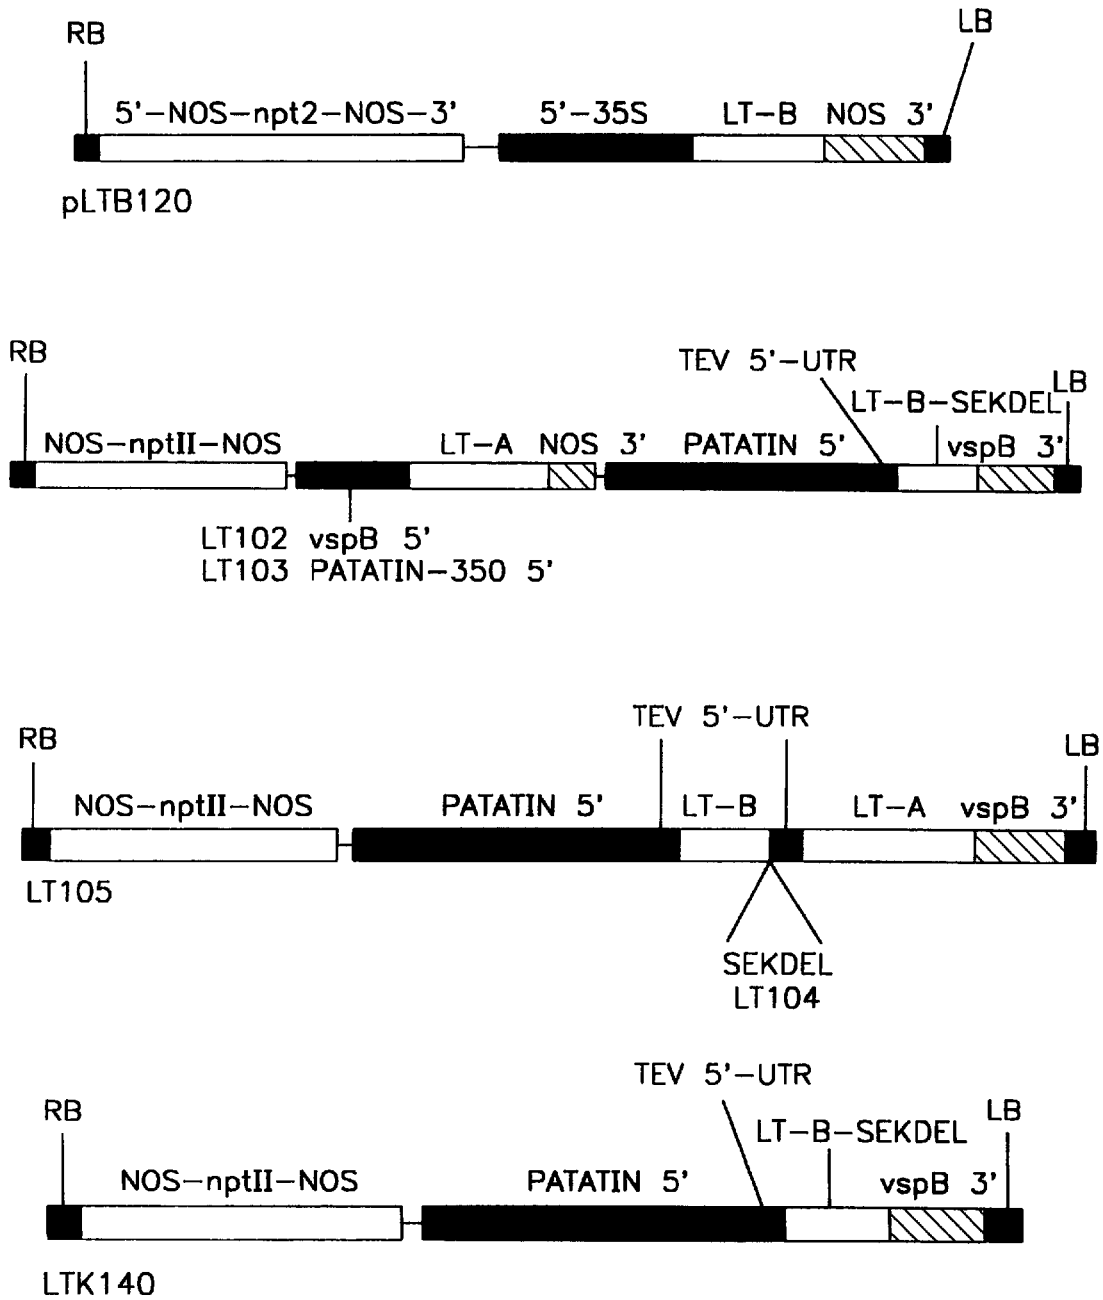 RB LB
5'-NOS-npt2-NOS-3' 5'-35S LT-B NOS 3'
pLTB120
RB TEV 5'-UTR LB
LT-B-SEKDEL
NOS-nptII-NOS LT-A NOS 3' PATATIN 5' vspB 3'
LT102 vspB 5'
LT103 PATATIN-350 5'
RB TEV 5'-UTR LB
NOS-nptII-NOS PATATIN 5' LT-B LT-A vspB 3'
LT105
SEKDEL
LT104
TEV 5'-UTR
RB LT-B-SEKDEL LB
NOS-nptII-NOS PATATIN 5' vspB 3'
LTK140